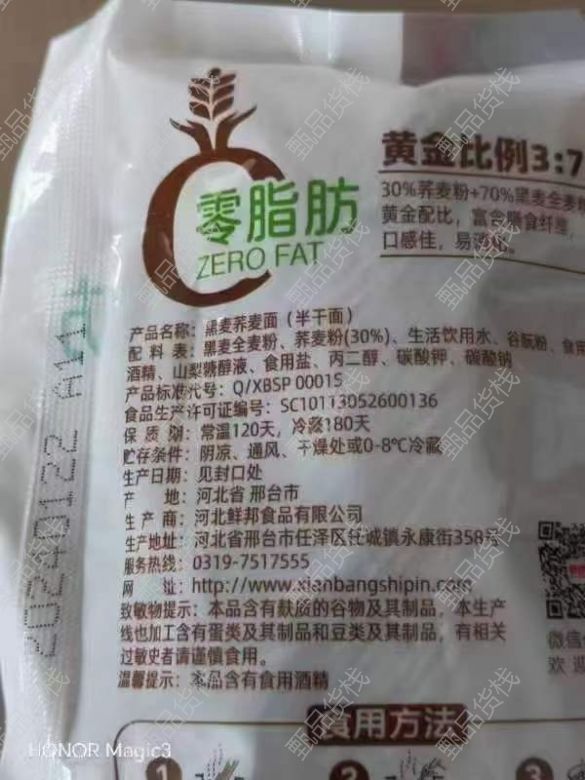 零脂肪
ZERO FAT
黄金比例3:7
30%荞麦粉+70%黑麦全麦粉
黄金配比，富含膳食纤维，
口感佳，易消化。
产品名称：黑麦荞麦面（半干面）
配 料 表：黑麦全麦粉、荞麦粉(30%)、生活饮用水、谷朊粉、食用
酒精、山梨糖醇液、食用盐、丙二醇、碳酸钾、碳酸钠
产品标准代号：Q/XBSP 0001S
食品生产许可证编号：SC10113052600136
保 质 期：常温120天，冷藏180天
贮存条件：阴凉、通风、干燥处或0-8℃冷藏
生产日期：见封口处
产 地：河北省 邢台市
生 产 商：河北鲜邦食品有限公司
生产地址：河北省邢台市任泽区任城镇永康街358号
服务热线：0319-7517555
网 址：http://www.xianbangshipin.com
致敏物提示：本品含有麸质的谷物及其制品，本生产
线也加工含有蛋类及其制品和豆类及其制品，有相关
过敏史者请谨慎食用。
温馨提示：本品含有食用酒精
微信
欢迎
食用方法
1 2 3
20240122 A11
HONOR Magic3
甄品货栈